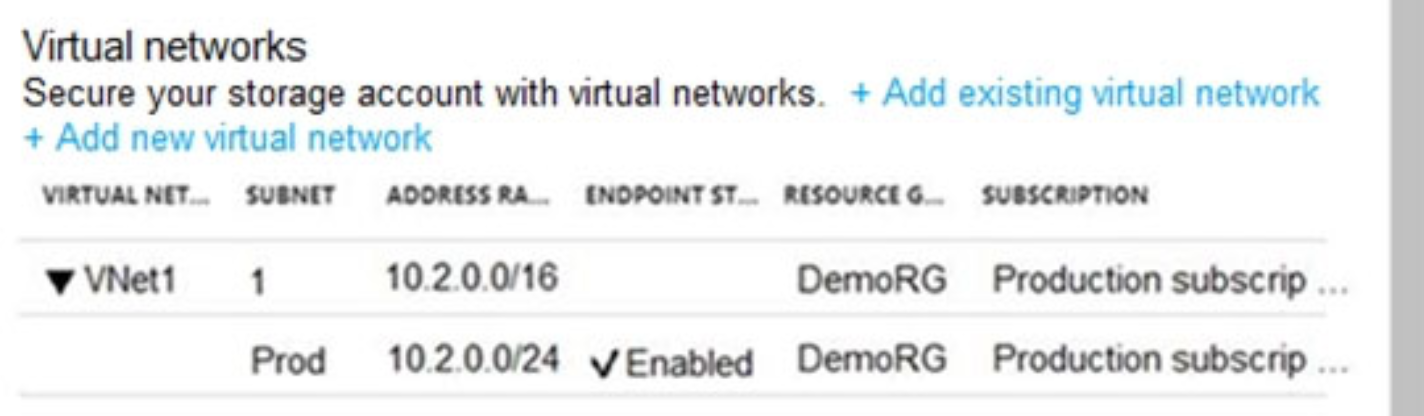 Virtual networks
Secure your storage account with virtual networks. + Add existing virtual network
+ Add new virtual network
VIRTUAL NET... SUBNET ADDRESS RA... ENDPOINT ST... RESOURCE G... SUBSCRIPTION
▼ VNet1 1 10.2.0.0/16 DemoRG Production subscrip ...
Prod 10.2.0.0/24 ✓ Enabled DemoRG Production subscrip ...